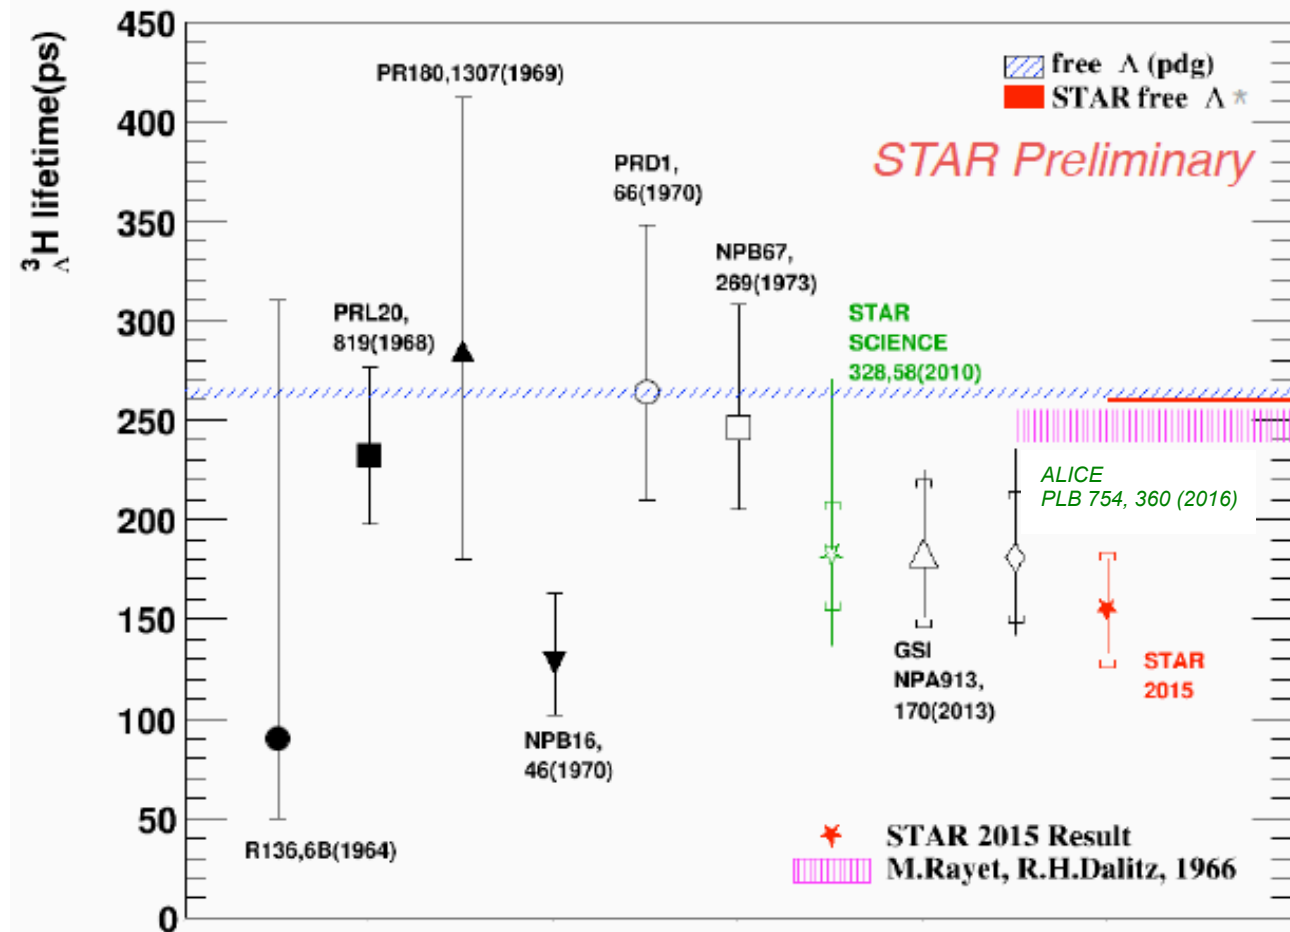 450
400
350
300
250
200
150
100
50
0
³ΛH lifetime(ps)
free Λ (pdg)
STAR free Λ *
STAR Preliminary
PR180,1307(1969)
PRD1,
66(1970)
NPB67,
269(1973)
PRL20,
819(1968)
STAR
SCIENCE
328,58(2010)
ALICE
PLB 754, 360 (2016)
GSI
NPA913,
170(2013)
STAR
2015
NPB16,
46(1970)
R136,6B(1964)
STAR 2015 Result
M.Rayet, R.H.Dalitz, 1966